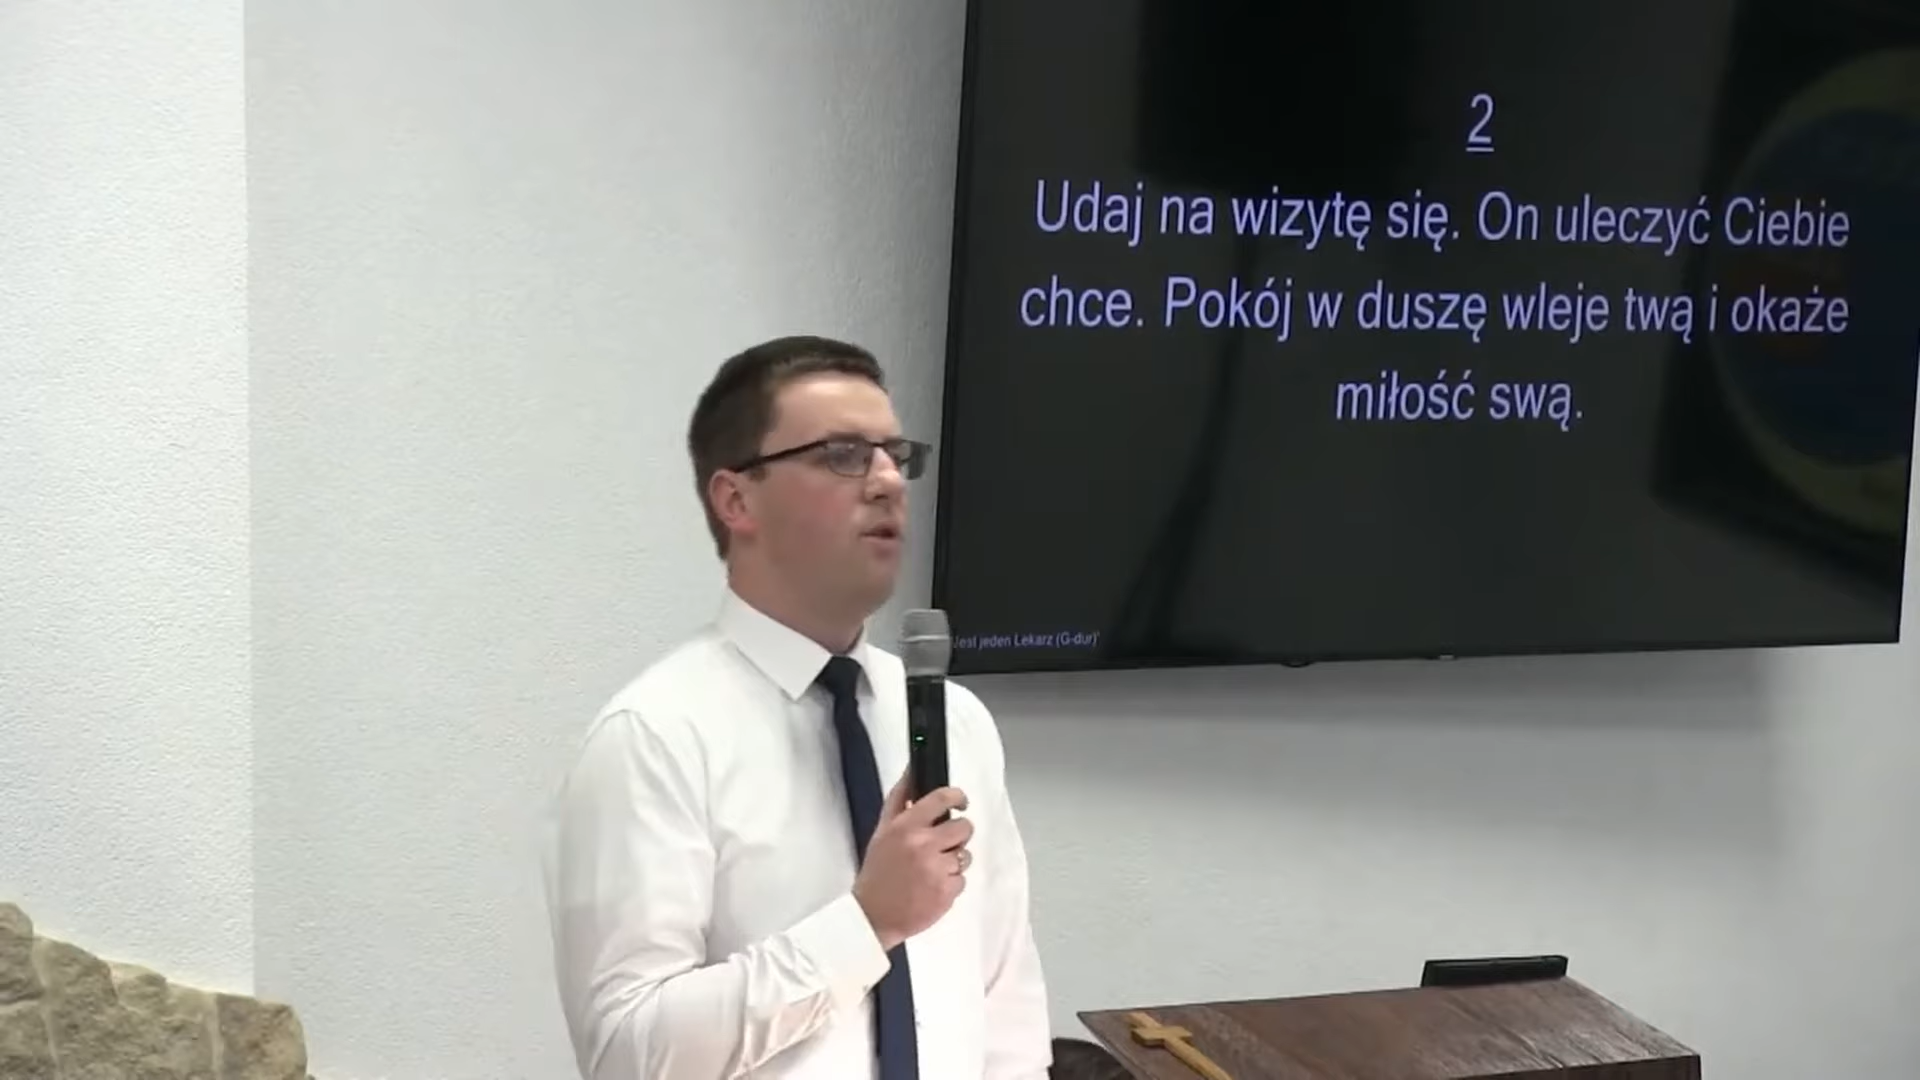 2
Udaj na wizytę się. On uleczyć Ciebie
chce. Pokój w duszę wleje twą i okaże
miłość swą.
Jest jeden Lekarz (G-dur)'